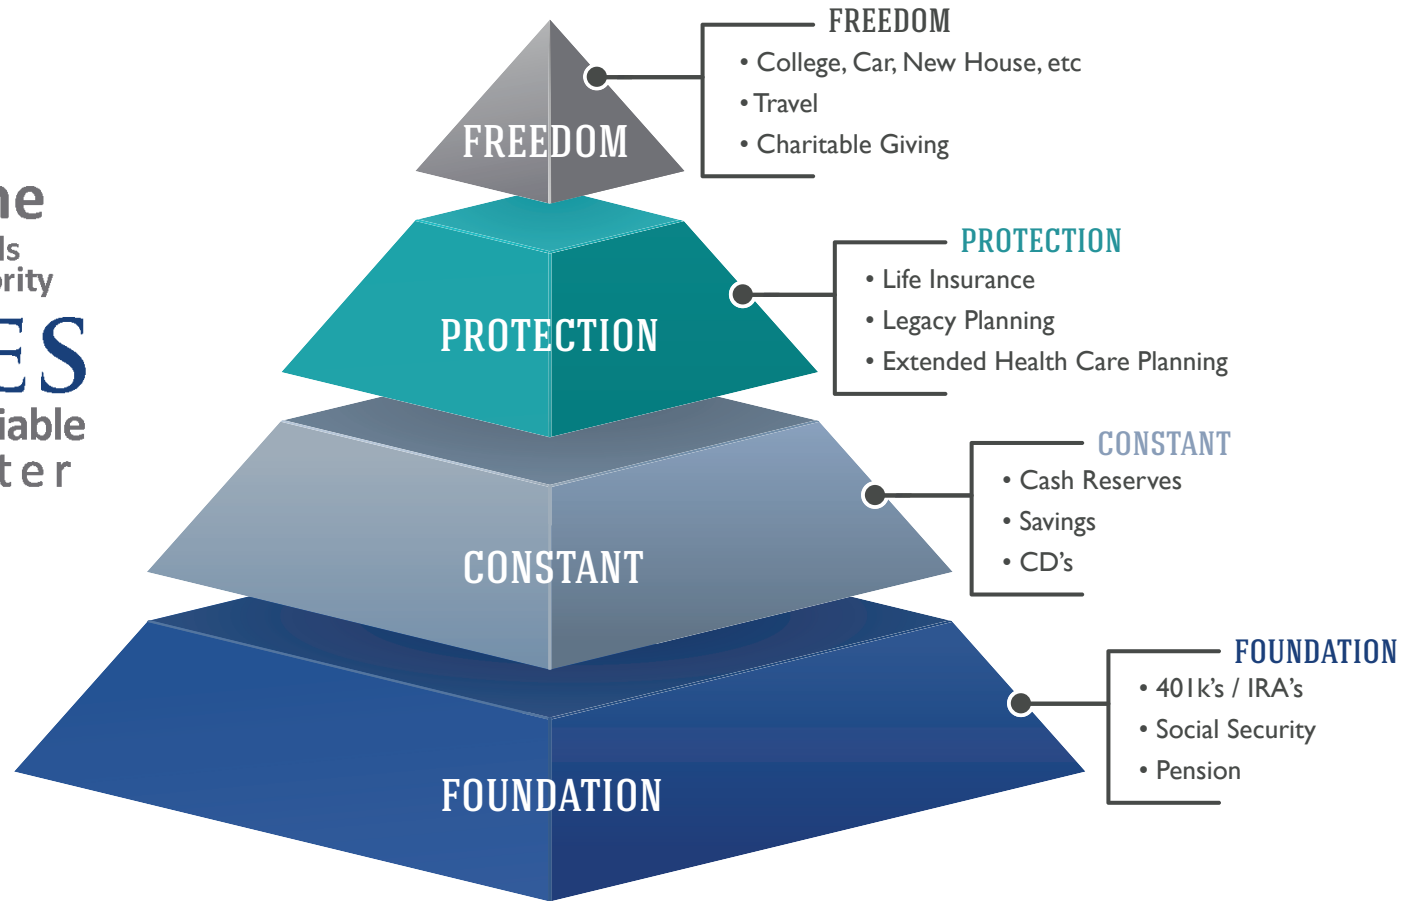 FREEDOM
• College, Car, New House, etc
• Travel
• Charitable Giving
FREEDOM
PROTECTION
• Life Insurance
• Legacy Planning
• Extended Health Care Planning
PROTECTION
CONSTANT
• Cash Reserves
• Savings
• CD’s
CONSTANT
FOUNDATION
• 401k’s / IRA’s
• Social Security
• Pension
FOUNDATION